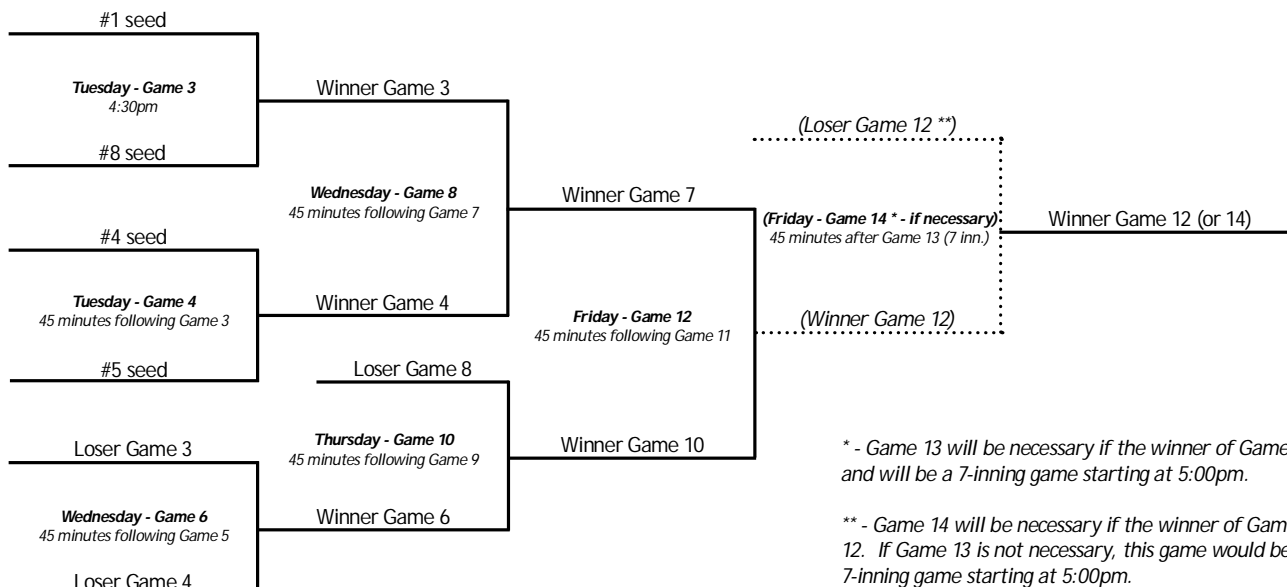 #1 seed
Tuesday - Game 3
4:30pm
Winner Game 3
(Loser Game 12 **)
#8 seed
Wednesday - Game 8
45 minutes following Game 7
Winner Game 7
(Friday - Game 14 * - if necessary)
45 minutes after Game 13 (7 inn.)
Winner Game 12 (or 14)
#4 seed
Tuesday - Game 4
45 minutes following Game 3
Winner Game 4
Friday - Game 12
45 minutes following Game 11
(Winner Game 12)
#5 seed
Loser Game 8
Loser Game 3
Thursday - Game 10
45 minutes following Game 9
Winner Game 10
* - Game 13 will be necessary if the winner of Game
and will be a 7-inning game starting at 5:00pm.
Wednesday - Game 6
45 minutes following Game 5
Winner Game 6
** - Game 14 will be necessary if the winner of Gam
12. If Game 13 is not necessary, this game would be
7-inning game starting at 5:00pm.
Loser Game 4